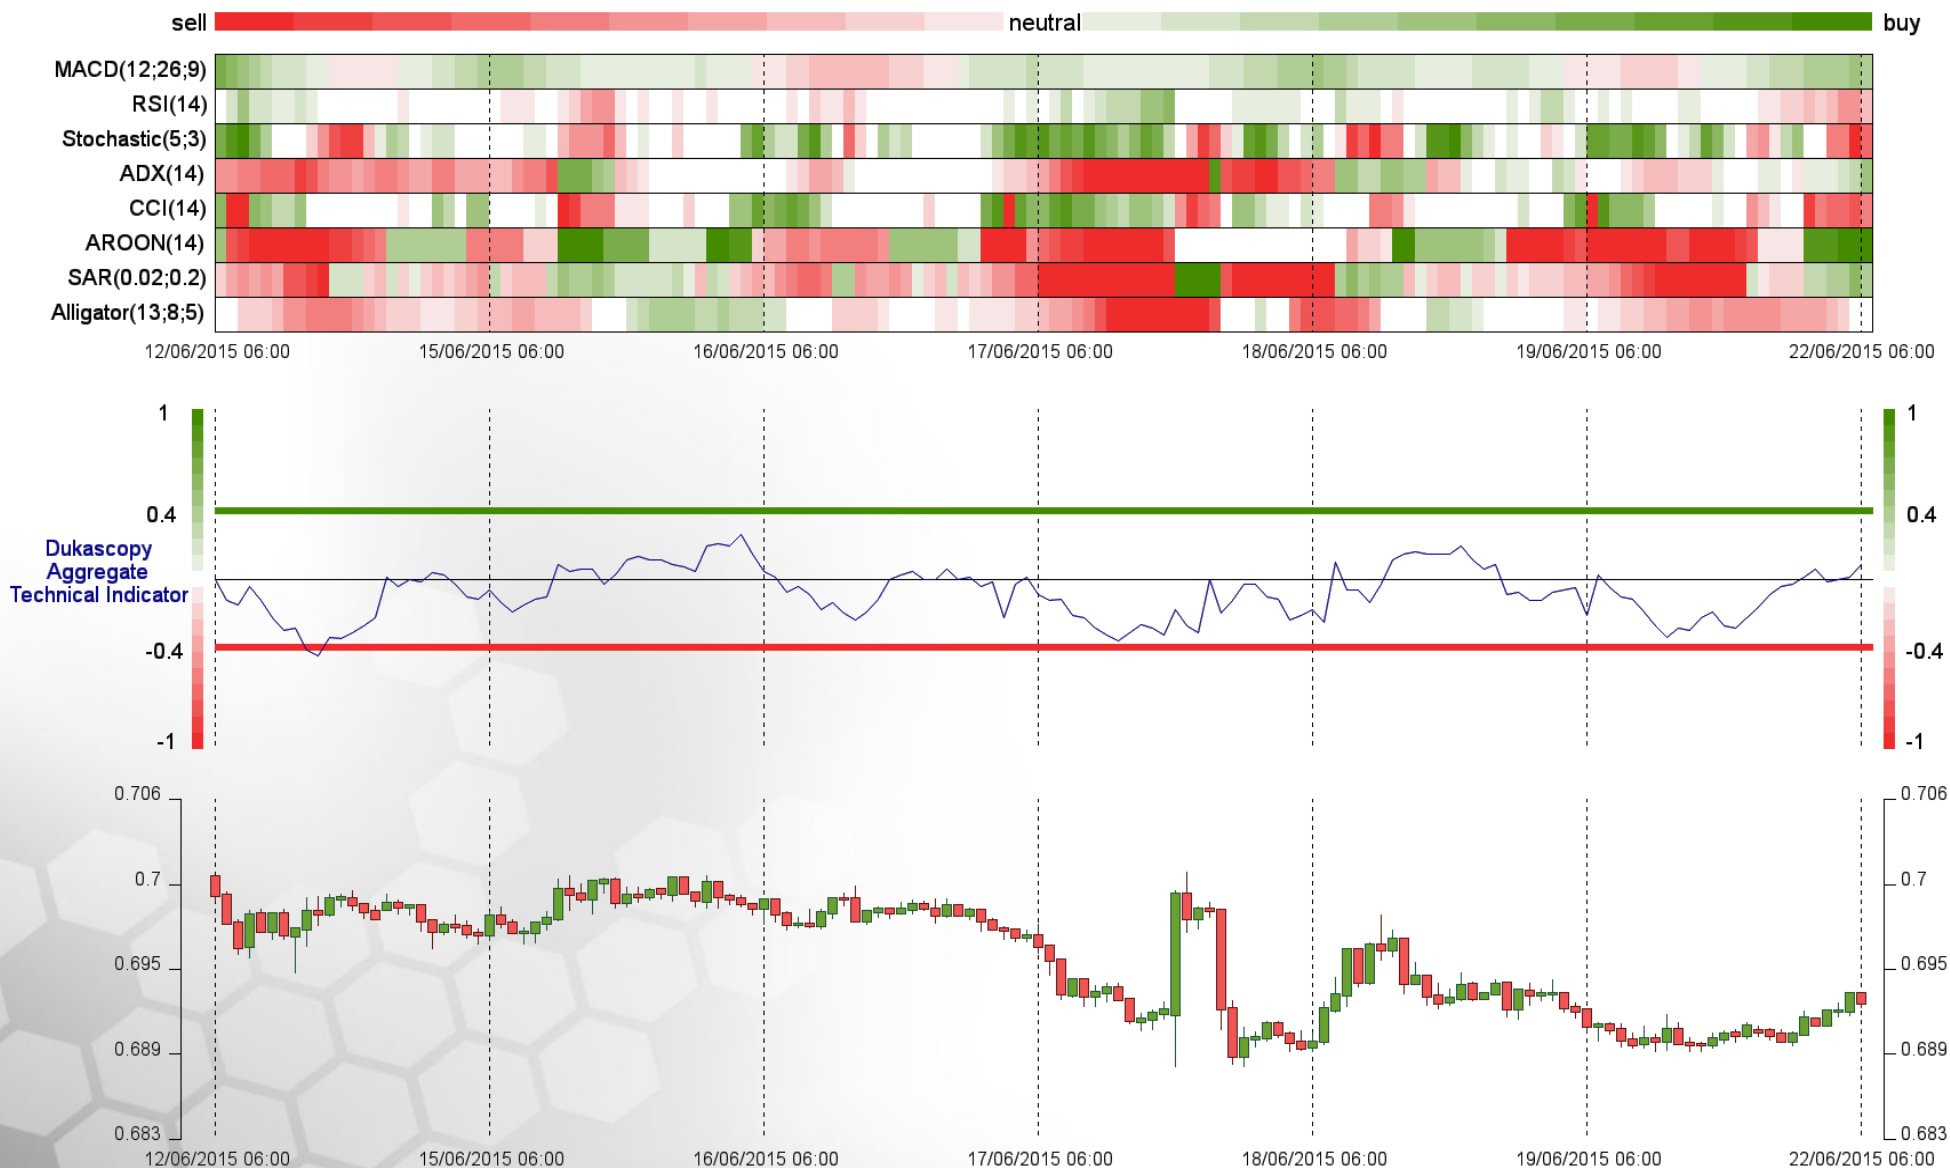 sell neutral buy
MACD(12;26;9)
RSI(14)
Stochastic(5;3)
ADX(14)
CCI(14)
AROON(14)
SAR(0.02;0.2)
Alligator(13;8;5)
12/06/2015 06:00 15/06/2015 06:00 16/06/2015 06:00 17/06/2015 06:00 18/06/2015 06:00 19/06/2015 06:00 22/06/2015 06:00
1 1
0.4 0.4
Dukascopy
Aggregate
Technical Indicator
-0.4 -0.4
-1 -1
0.706 0.706
0.7 0.7
0.695 0.695
0.689 0.689
0.683 0.683
12/06/2015 06:00 15/06/2015 06:00 16/06/2015 06:00 17/06/2015 06:00 18/06/2015 06:00 19/06/2015 06:00 22/06/2015 06:00